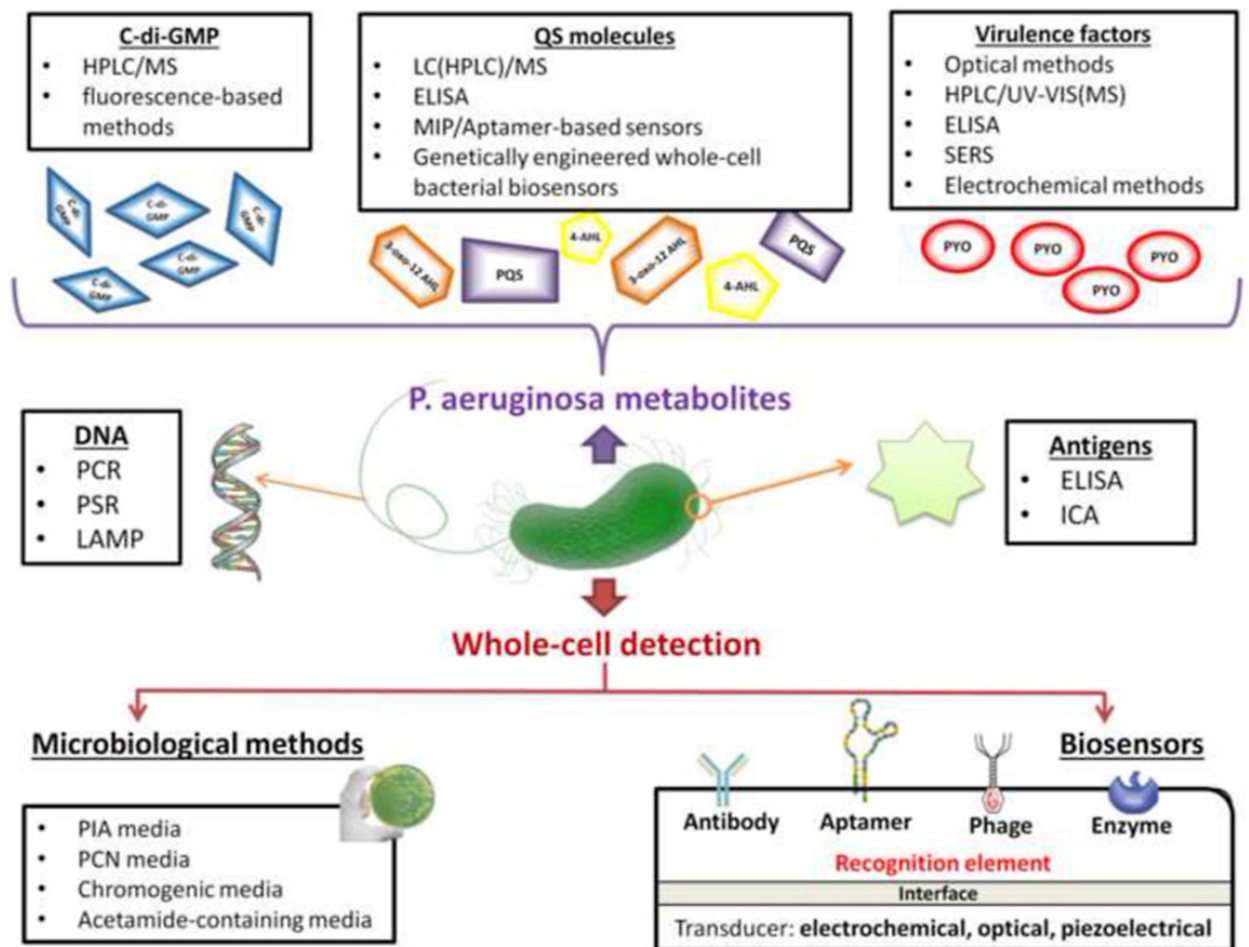 C-di-GMP
• HPLC/MS
• fluorescence-based
methods
QS molecules
• LC(HPLC)/MS
• ELISA
• MIP/Aptamer-based sensors
• Genetically engineered whole-cell
bacterial biosensors
Virulence factors
• Optical methods
• HPLC/UV-VIS(MS)
• ELISA
• SERS
• Electrochemical methods
C-di
GMP
C-di-
GMP
C-di
GMP
C-di-
GMP
C-di
GMP
3-oxo-12 AHL
PQS
4-AHL
3-oxo-12 AHL
4-AHL
PQS
PYO
PYO
PYO
PYO
P. aeruginosa metabolites
DNA
• PCR
• PSR
• LAMP
Antigens
• ELISA
• ICA
Whole-cell detection
Microbiological methods
• PIA media
• PCN media
• Chromogenic media
• Acetamide-containing media
Biosensors
Antibody
Aptamer
Phage
Enzyme
Recognition element
Interface
Transducer: electrochemical, optical, piezoelectrical